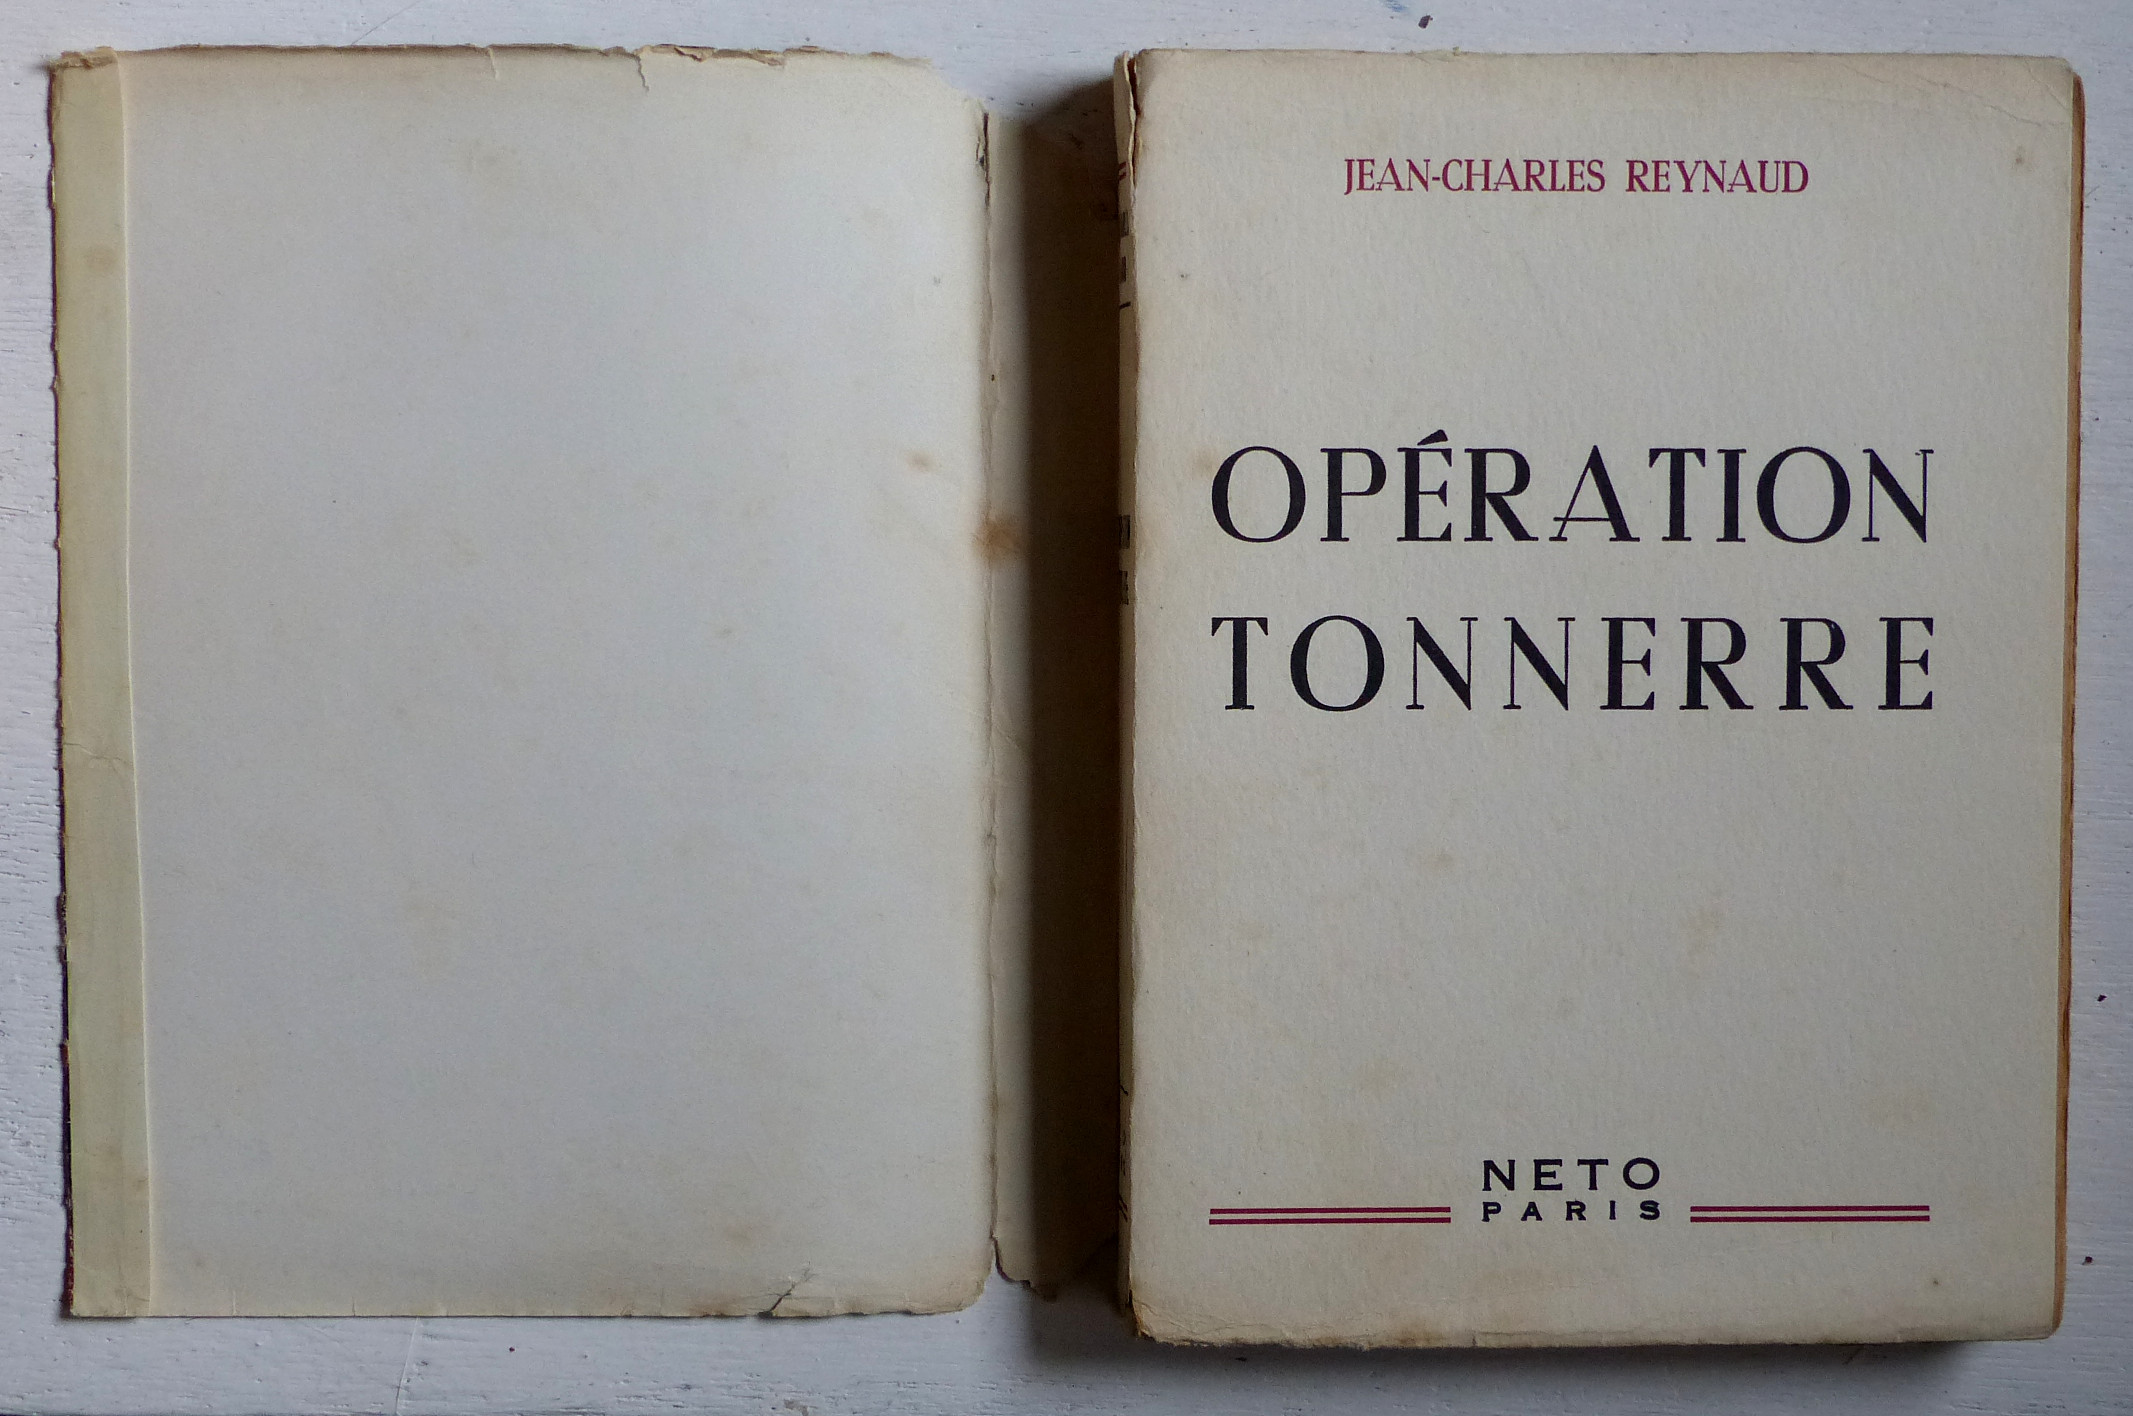 JEAN-CHARLES REYNAUD
OPÉRATION
TONNERRE
NETO
PARIS